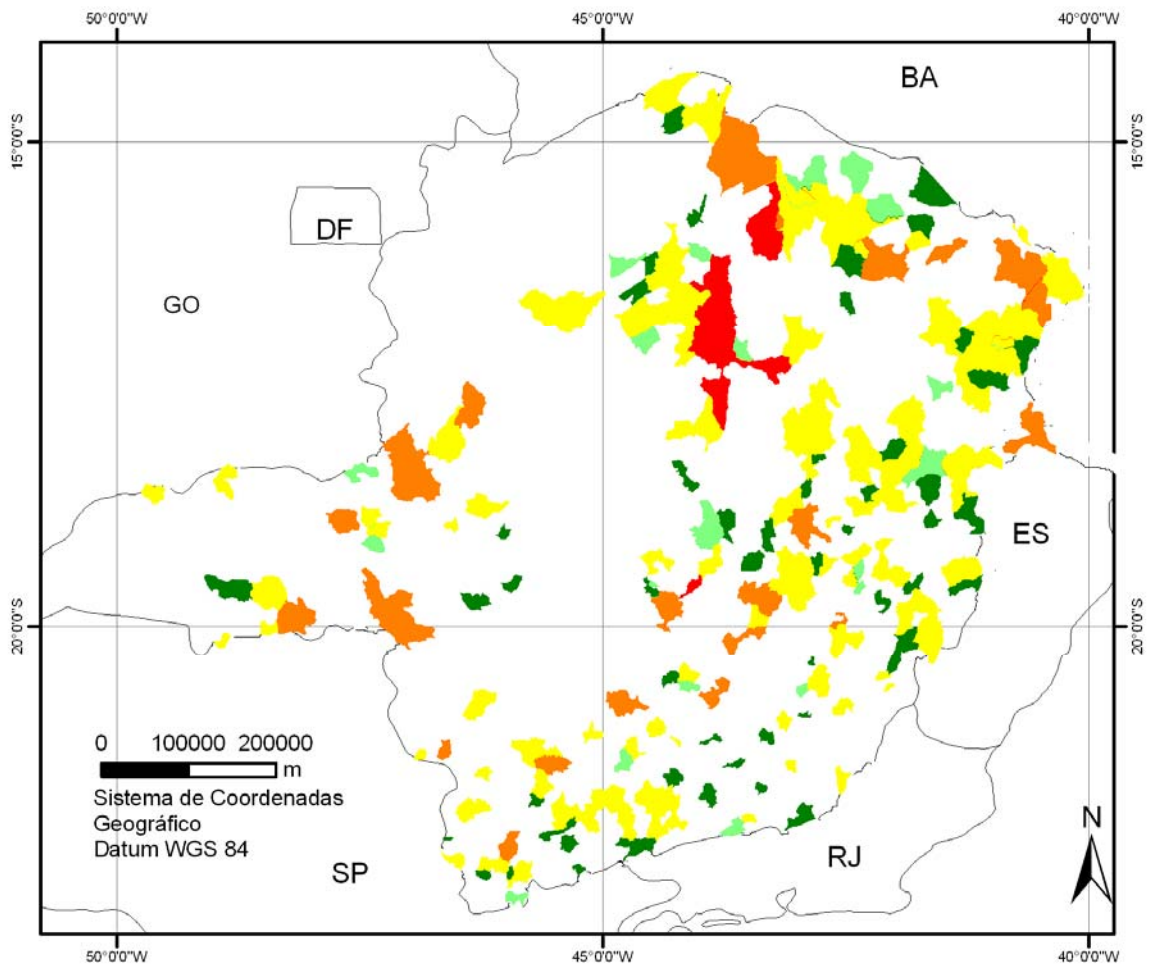 50°0'0"W
45°0'0"W
40°0'0"W
BA
15°0'0"S
15°0'0"S
DF
GO
ES
20°0'0"S
20°0'0"S
0 100000 200000
m
Sistema de Coordenadas
Geográfico
Datum WGS 84
N
SP
RJ
50°0'0"W
45°0'0"W
40°0'0"W